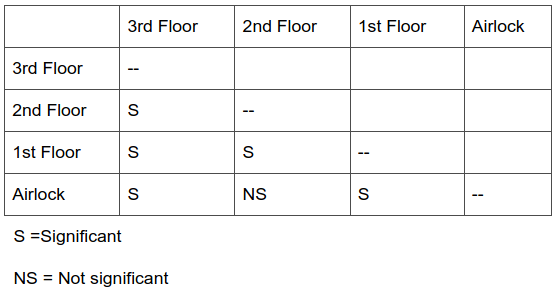 3rd Floor 2nd Floor 1st Floor Airlock
3rd Floor --
2nd Floor S --
1st Floor S S --
Airlock S NS S --
S =Significant
NS = Not significant